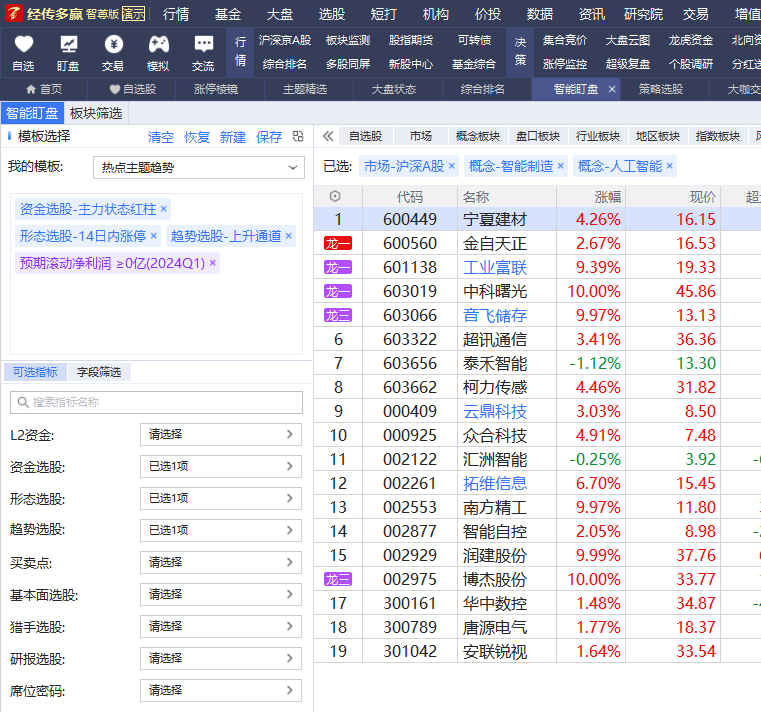 经传多赢 智尊版 演示 行情 基金 大盘 选股 短打 机构 价投 数据 资讯 研究院 交易 增值
自选 盯盘 交易 模拟 交流 行情 沪深京A股 板块监测 股指期货 可转债 决策 集合竞价 大盘云图 龙虎资金 北向资
综合排名 多股同屏 新股中心 基金综合 涨停监控 超级复盘 个股调研 分红送
首页 自选股 涨停棱镜 主题精选 大盘状态 综合排名 智能盯盘 × 策略选股 大咖交
智能盯盘 板块筛选
模板选择 清空 恢复 新建 保存
我的模板: 热点主题趋势
资金选股-主力状态红柱 ×
形态选股-14日内涨停 × 趋势选股-上升通道 ×
预期滚动净利润 ≥0亿(2024Q1) ×
可选指标 字段筛选
搜索指标名称
L2资金: 请选择
资金选股: 已选1项
形态选股: 已选1项
趋势选股: 已选1项
买卖点: 请选择
基本面选股: 请选择
猎手选股: 请选择
研报选股: 请选择
席位密码: 请选择
自选股 市场 概念板块 盘口板块 行业板块 地区板块 指数板块
已选: 市场-沪深A股 × 概念-智能制造 × 概念-人工智能 ×
代码 名称 涨幅 现价 超
1 600449 宁夏建材 4.26% 16.15
龙一 600560 金自天正 2.67% 16.53
龙一 601138 工业富联 9.39% 19.33
龙一 603019 中科曙光 10.00% 45.86
龙三 603066 音飞储存 9.97% 13.13
6 603322 超讯通信 3.41% 36.36
7 603656 泰禾智能 -1.12% 13.30
8 603662 柯力传感 4.46% 31.82
9 000409 云鼎科技 3.03% 8.50
10 000925 众合科技 4.91% 7.48
11 002122 汇洲智能 -0.25% 3.92
12 002261 拓维信息 6.70% 15.45
13 002553 南方精工 9.97% 11.80
14 002877 智能自控 2.05% 8.98
15 002929 润建股份 9.99% 37.76
龙三 002975 博杰股份 10.00% 33.77
17 300161 华中数控 1.48% 34.87
18 300789 唐源电气 1.77% 18.37
19 301042 安联锐视 1.64% 33.54